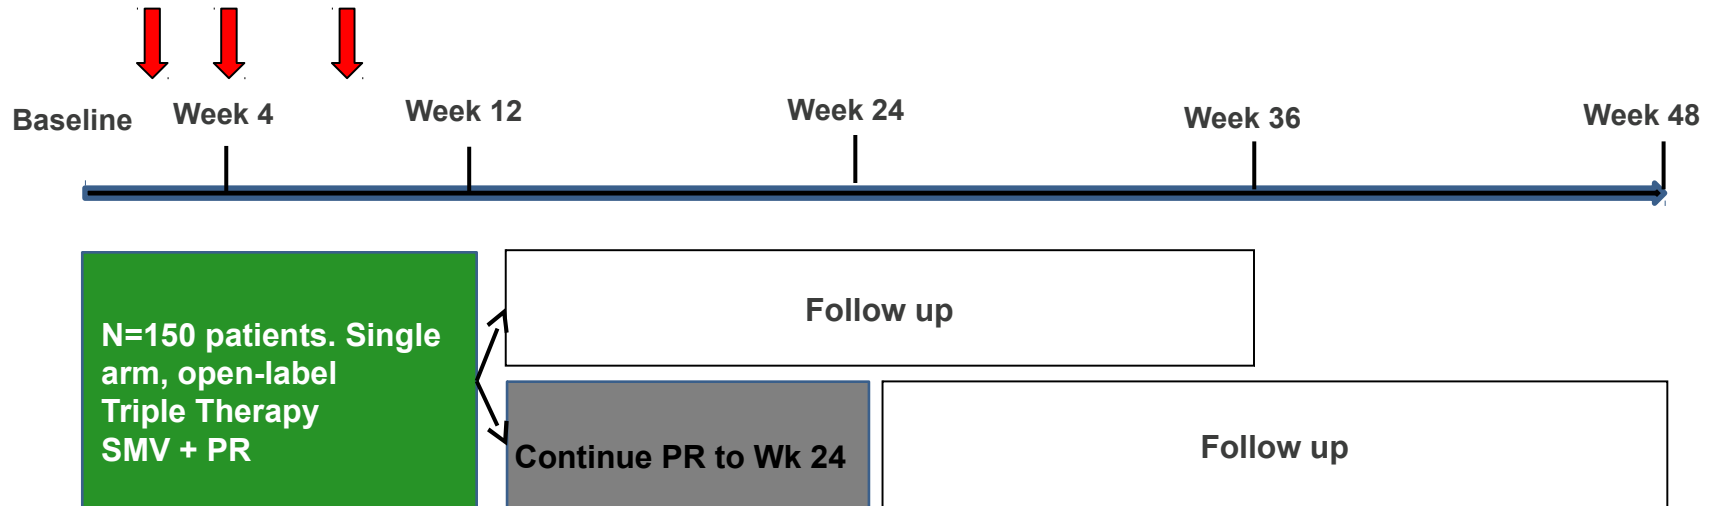 Baseline
Week 4
Week 12
Week 24
Week 36
Week 48
N=150 patients. Single
arm, open-label
Triple Therapy
SMV + PR
Follow up
Continue PR to Wk 24
Follow up